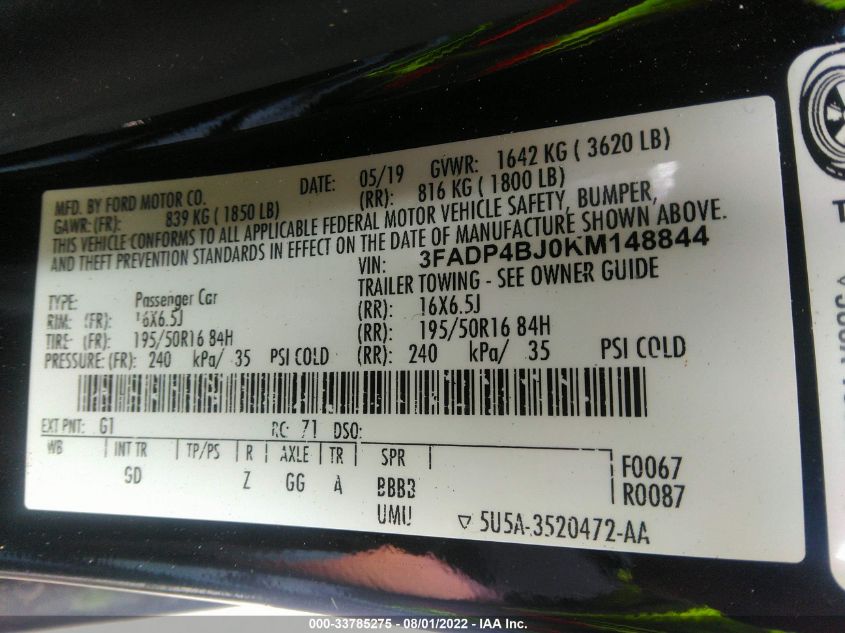 MFD. BY FORD MOTOR CO. DATE: 05/19 GVWR: 1642 KG ( 3620 LB)
GAWR: (FR): 839 KG ( 1850 LB) (RR): 816 KG ( 1800 LB)
THIS VEHICLE CONFORMS TO ALL APPLICABLE FEDERAL MOTOR VEHICLE SAFETY, BUMPER,
AND THEFT PREVENTION STANDARDS IN EFFECT ON THE DATE OF MANUFACTURE SHOWN ABOVE.
VIN: 3FADP4BJ0KM148844
TRAILER TOWING - SEE OWNER GUIDE
TYPE: Passenger Car
RIM: (FR): 16X6.5J (RR): 16X6.5J
TIRE: (FR): 195/50R16 84H (RR): 195/50R16 84H
PRESSURE: (FR): 240 kPa/ 35 PSI COLD (RR): 240 kPa/ 35 PSI COLD
EXT PNT: G1 RC: 71 DSO:
WB INT TR TP/PS R AXLE TR SPR
SD Z GG A BBBB F0067
UMU R0087
▽ 5U5A-3520472-AA
000-33785275 - 08/01/2022 - IAA Inc.